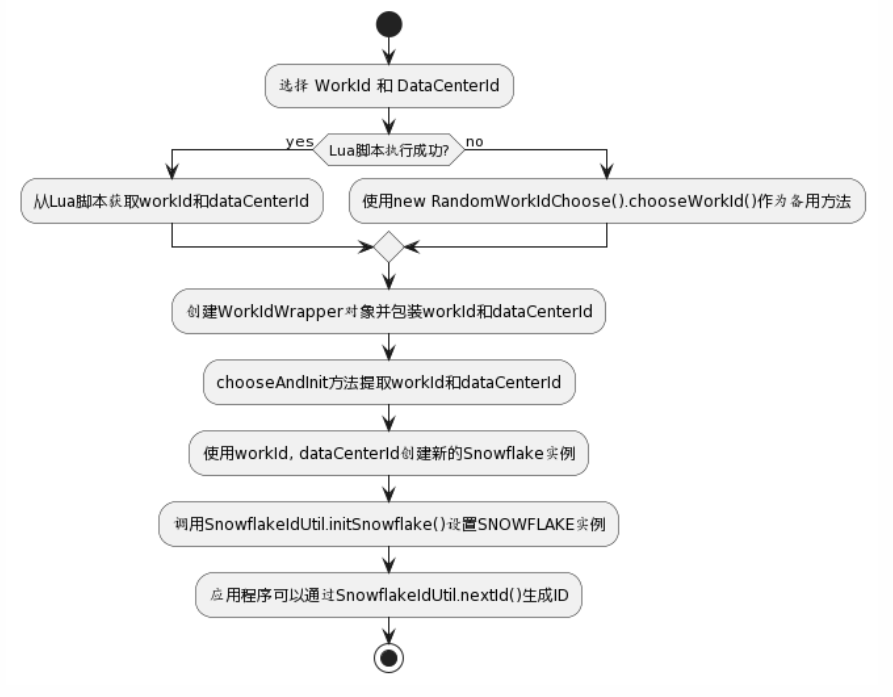 选择 WorkId 和 DataCenterId
yes
Lua脚本执行成功?
no
从Lua脚本获取workId和dataCenterId
使用new RandomWorkIdChoose().chooseWorkId()作为备用方法
创建WorkIdWrapper对象并包装workId和dataCenterId
chooseAndInit方法提取workId和dataCenterId
使用workId, dataCenterId创建新的Snowflake实例
调用SnowflakeIdUtil.initSnowflake()设置SNOWFLAKE实例
应用程序可以通过SnowflakeIdUtil.nextId()生成ID